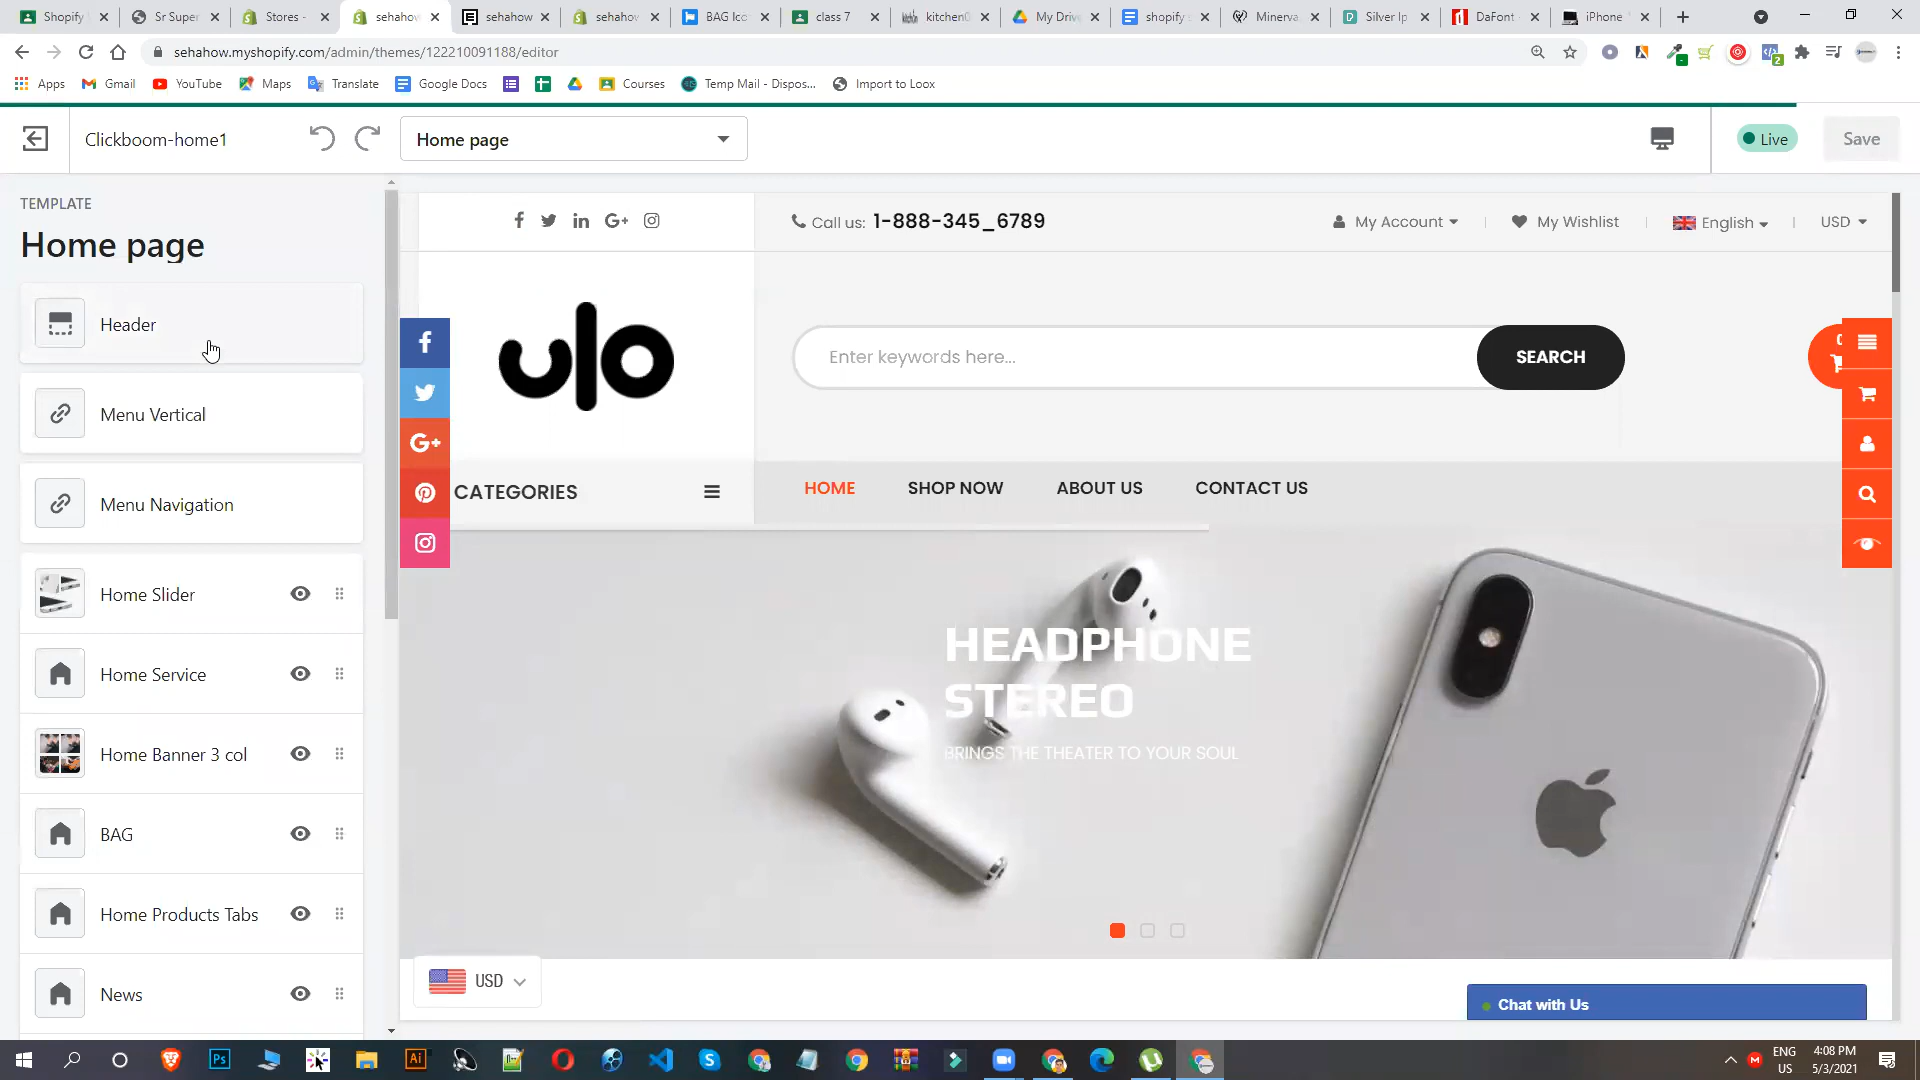 Shopify
Sr Super
Stores -
sehahow
sehahow
sehahow
BAG Ico
class 7
kitchen
My Driv
shopify
Minerva
Silver Ip
DaFont -
iPhone
sehahow.myshopify.com/admin/themes/122210091188/editor
Apps
Gmail
YouTube
Maps
Translate
Google Docs
Courses
Temp Mail - Dispos...
Import to Loox
Clickboom-home1
Home page
Live
Save
TEMPLATE
Home page
Header
Menu Vertical
Menu Navigation
Home Slider
Home Service
Home Banner 3 col
BAG
Home Products Tabs
News
Call us: 1-888-345_6789
My Account
My Wishlist
English
USD
ulo
Enter keywords here...
SEARCH
CATEGORIES
HOME
SHOP NOW
ABOUT US
CONTACT US
HEADPHONE
STEREO
BRINGS THE THEATER TO YOUR SOUL
USD
Chat with Us
ENG
US
4:08 PM
5/3/2021